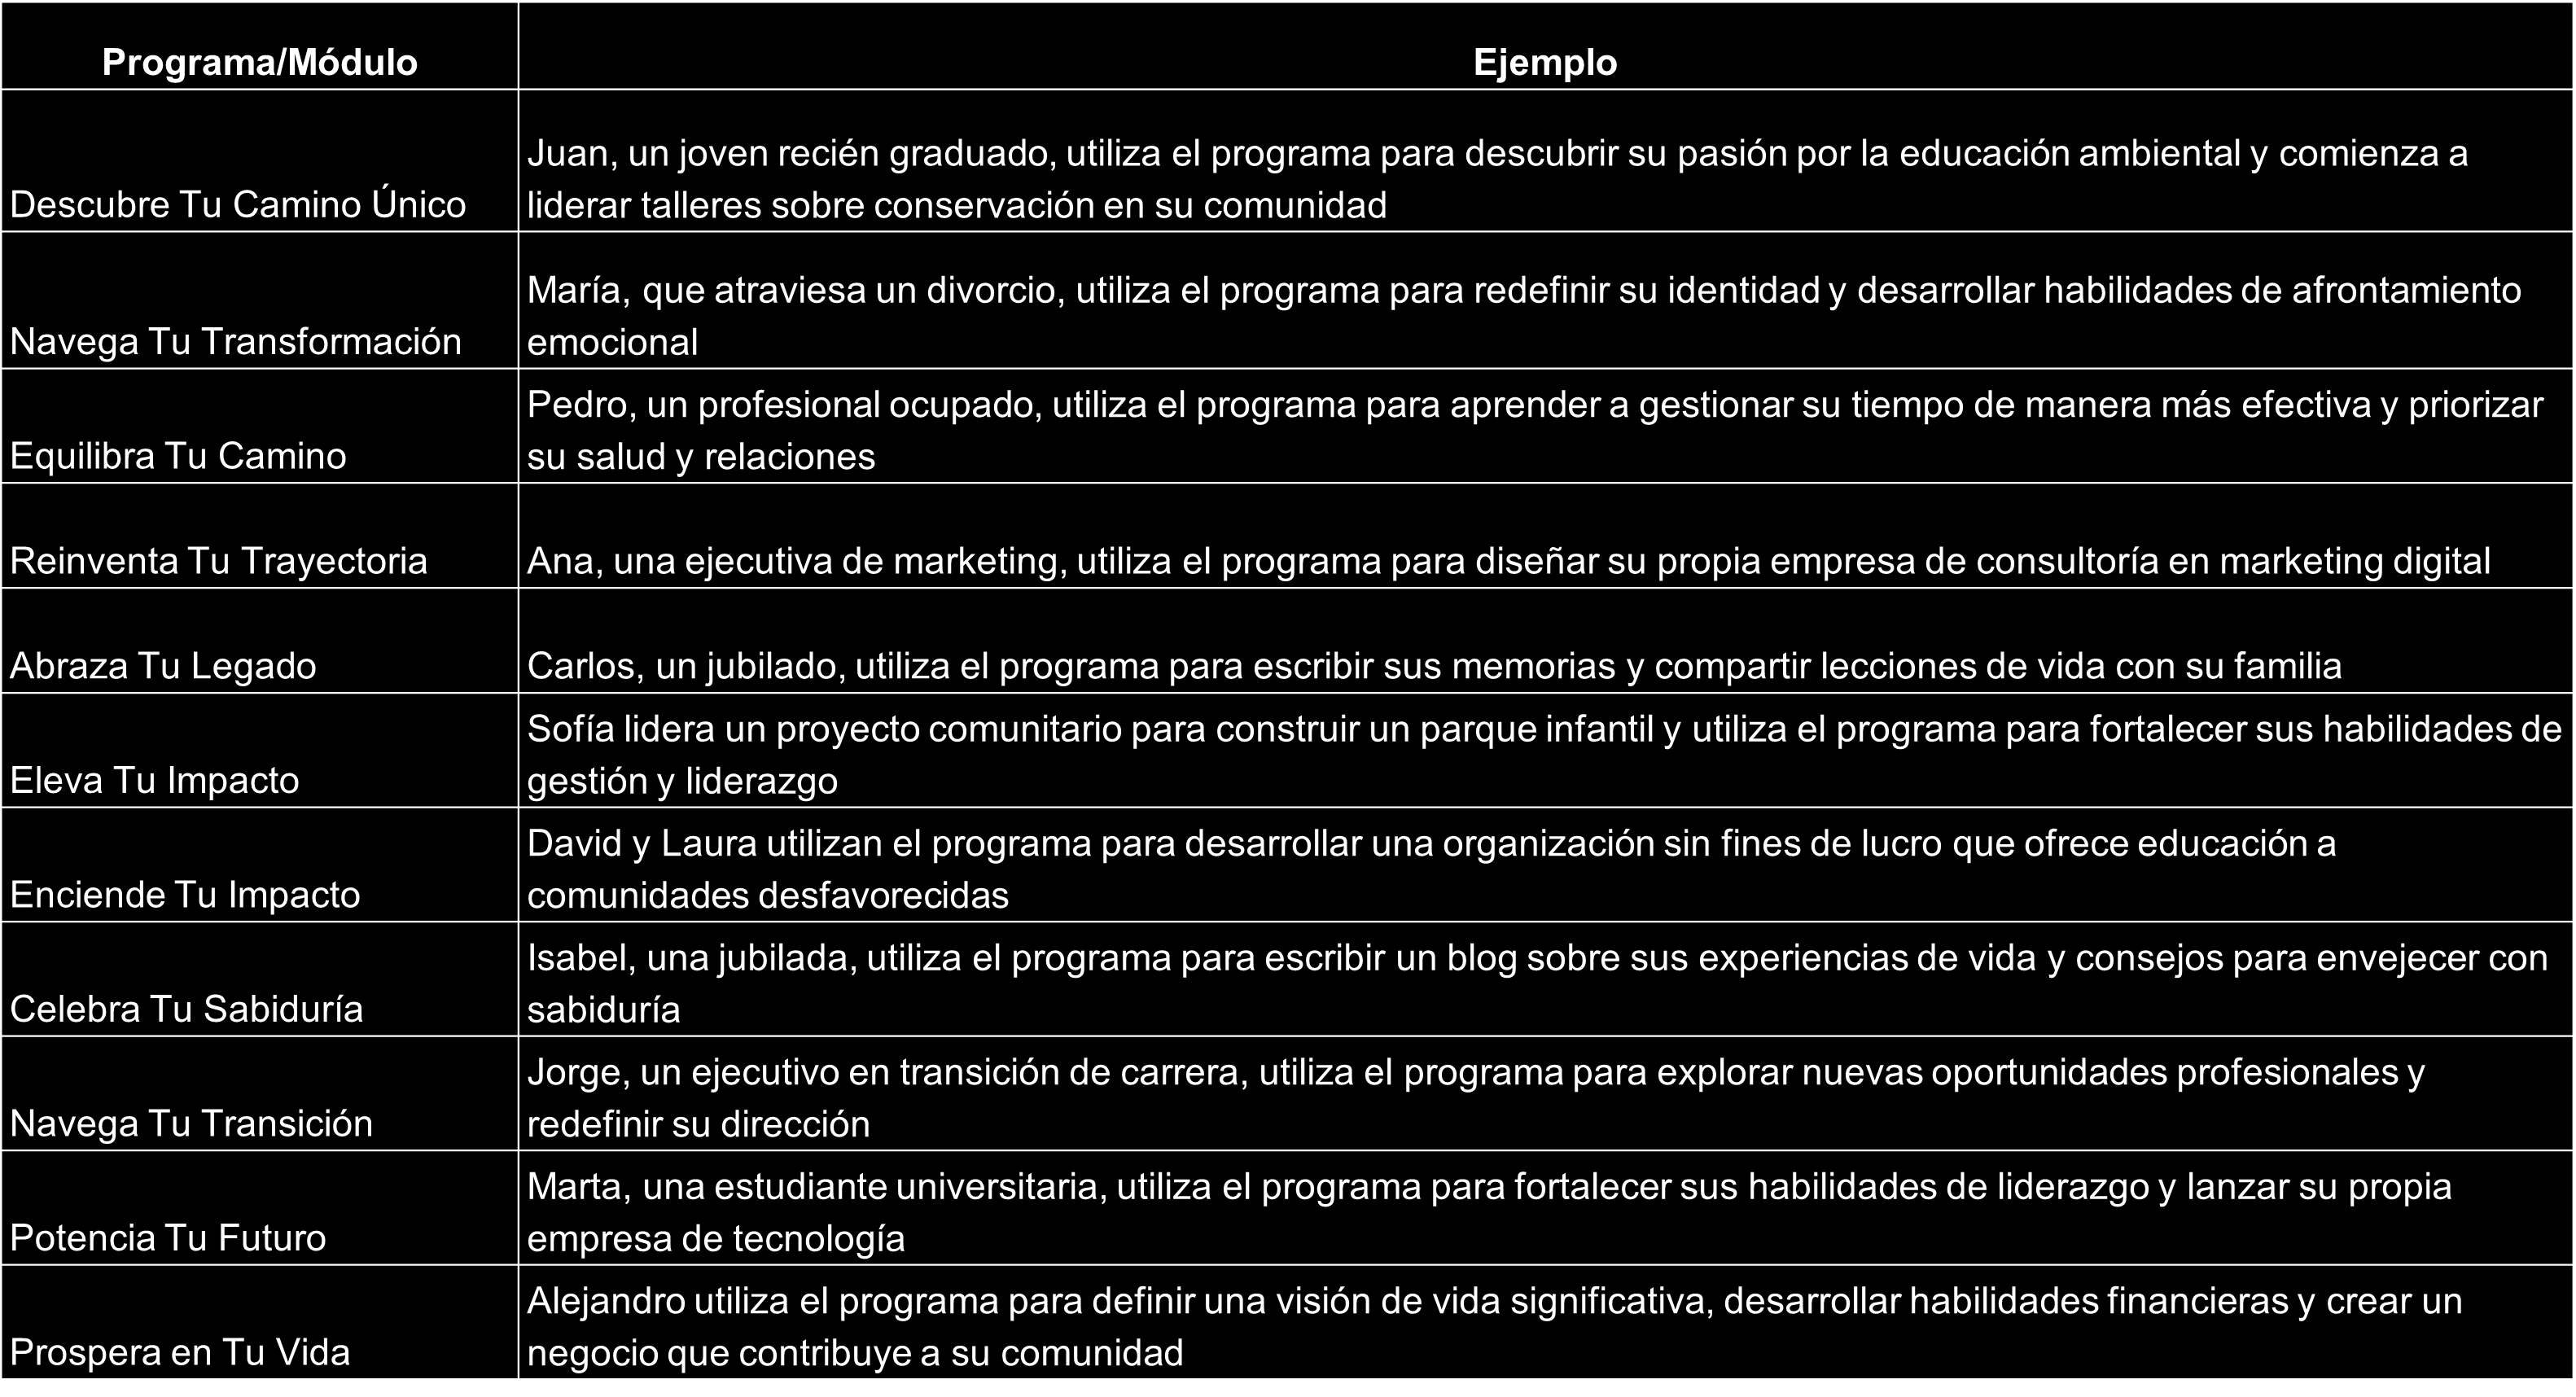 Programa/Módulo
Ejemplo
Descubre Tu Camino Único
Juan, un joven recién graduado, utiliza el programa para descubrir su pasión por la educación ambiental y comienza a
liderar talleres sobre conservación en su comunidad
Navega Tu Transformación
María, que atraviesa un divorcio, utiliza el programa para redefinir su identidad y desarrollar habilidades de afrontamiento
emocional
Equilibra Tu Camino
Pedro, un profesional ocupado, utiliza el programa para aprender a gestionar su tiempo de manera más efectiva y priorizar
su salud y relaciones
Reinventa Tu Trayectoria
Ana, una ejecutiva de marketing, utiliza el programa para diseñar su propia empresa de consultoría en marketing digital
Abraza Tu Legado
Carlos, un jubilado, utiliza el programa para escribir sus memorias y compartir lecciones de vida con su familia
Eleva Tu Impacto
Sofía lidera un proyecto comunitario para construir un parque infantil y utiliza el programa para fortalecer sus habilidades de
gestión y liderazgo
Enciende Tu Impacto
David y Laura utilizan el programa para desarrollar una organización sin fines de lucro que ofrece educación a
comunidades desfavorecidas
Celebra Tu Sabiduría
Isabel, una jubilada, utiliza el programa para escribir un blog sobre sus experiencias de vida y consejos para envejecer con
sabiduría
Navega Tu Transición
Jorge, un ejecutivo en transición de carrera, utiliza el programa para explorar nuevas oportunidades profesionales y
redefinir su dirección
Potencia Tu Futuro
Marta, una estudiante universitaria, utiliza el programa para fortalecer sus habilidades de liderazgo y lanzar su propia
empresa de tecnología
Prospera en Tu Vida
Alejandro utiliza el programa para definir una visión de vida significativa, desarrollar habilidades financieras y crear un
negocio que contribuye a su comunidad